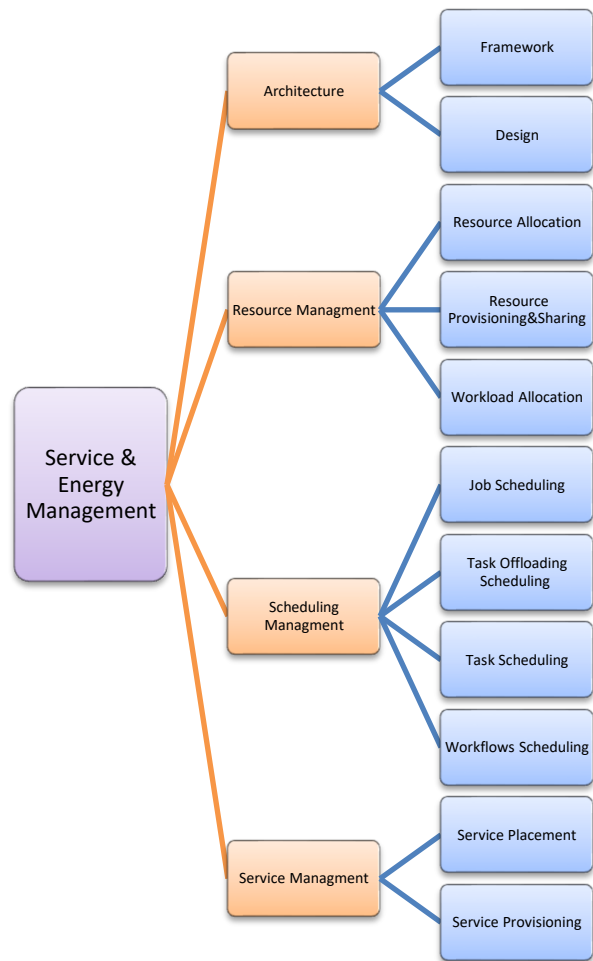 Service &
Energy
Management
Architecture
Framework
Design
Resource Managment
Resource Allocation
Resource
Provisioning&Sharing
Workload Allocation
Scheduling
Managment
Job Scheduling
Task Offloading
Scheduling
Task Scheduling
Workflows Scheduling
Service Managment
Service Placement
Service Provisioning